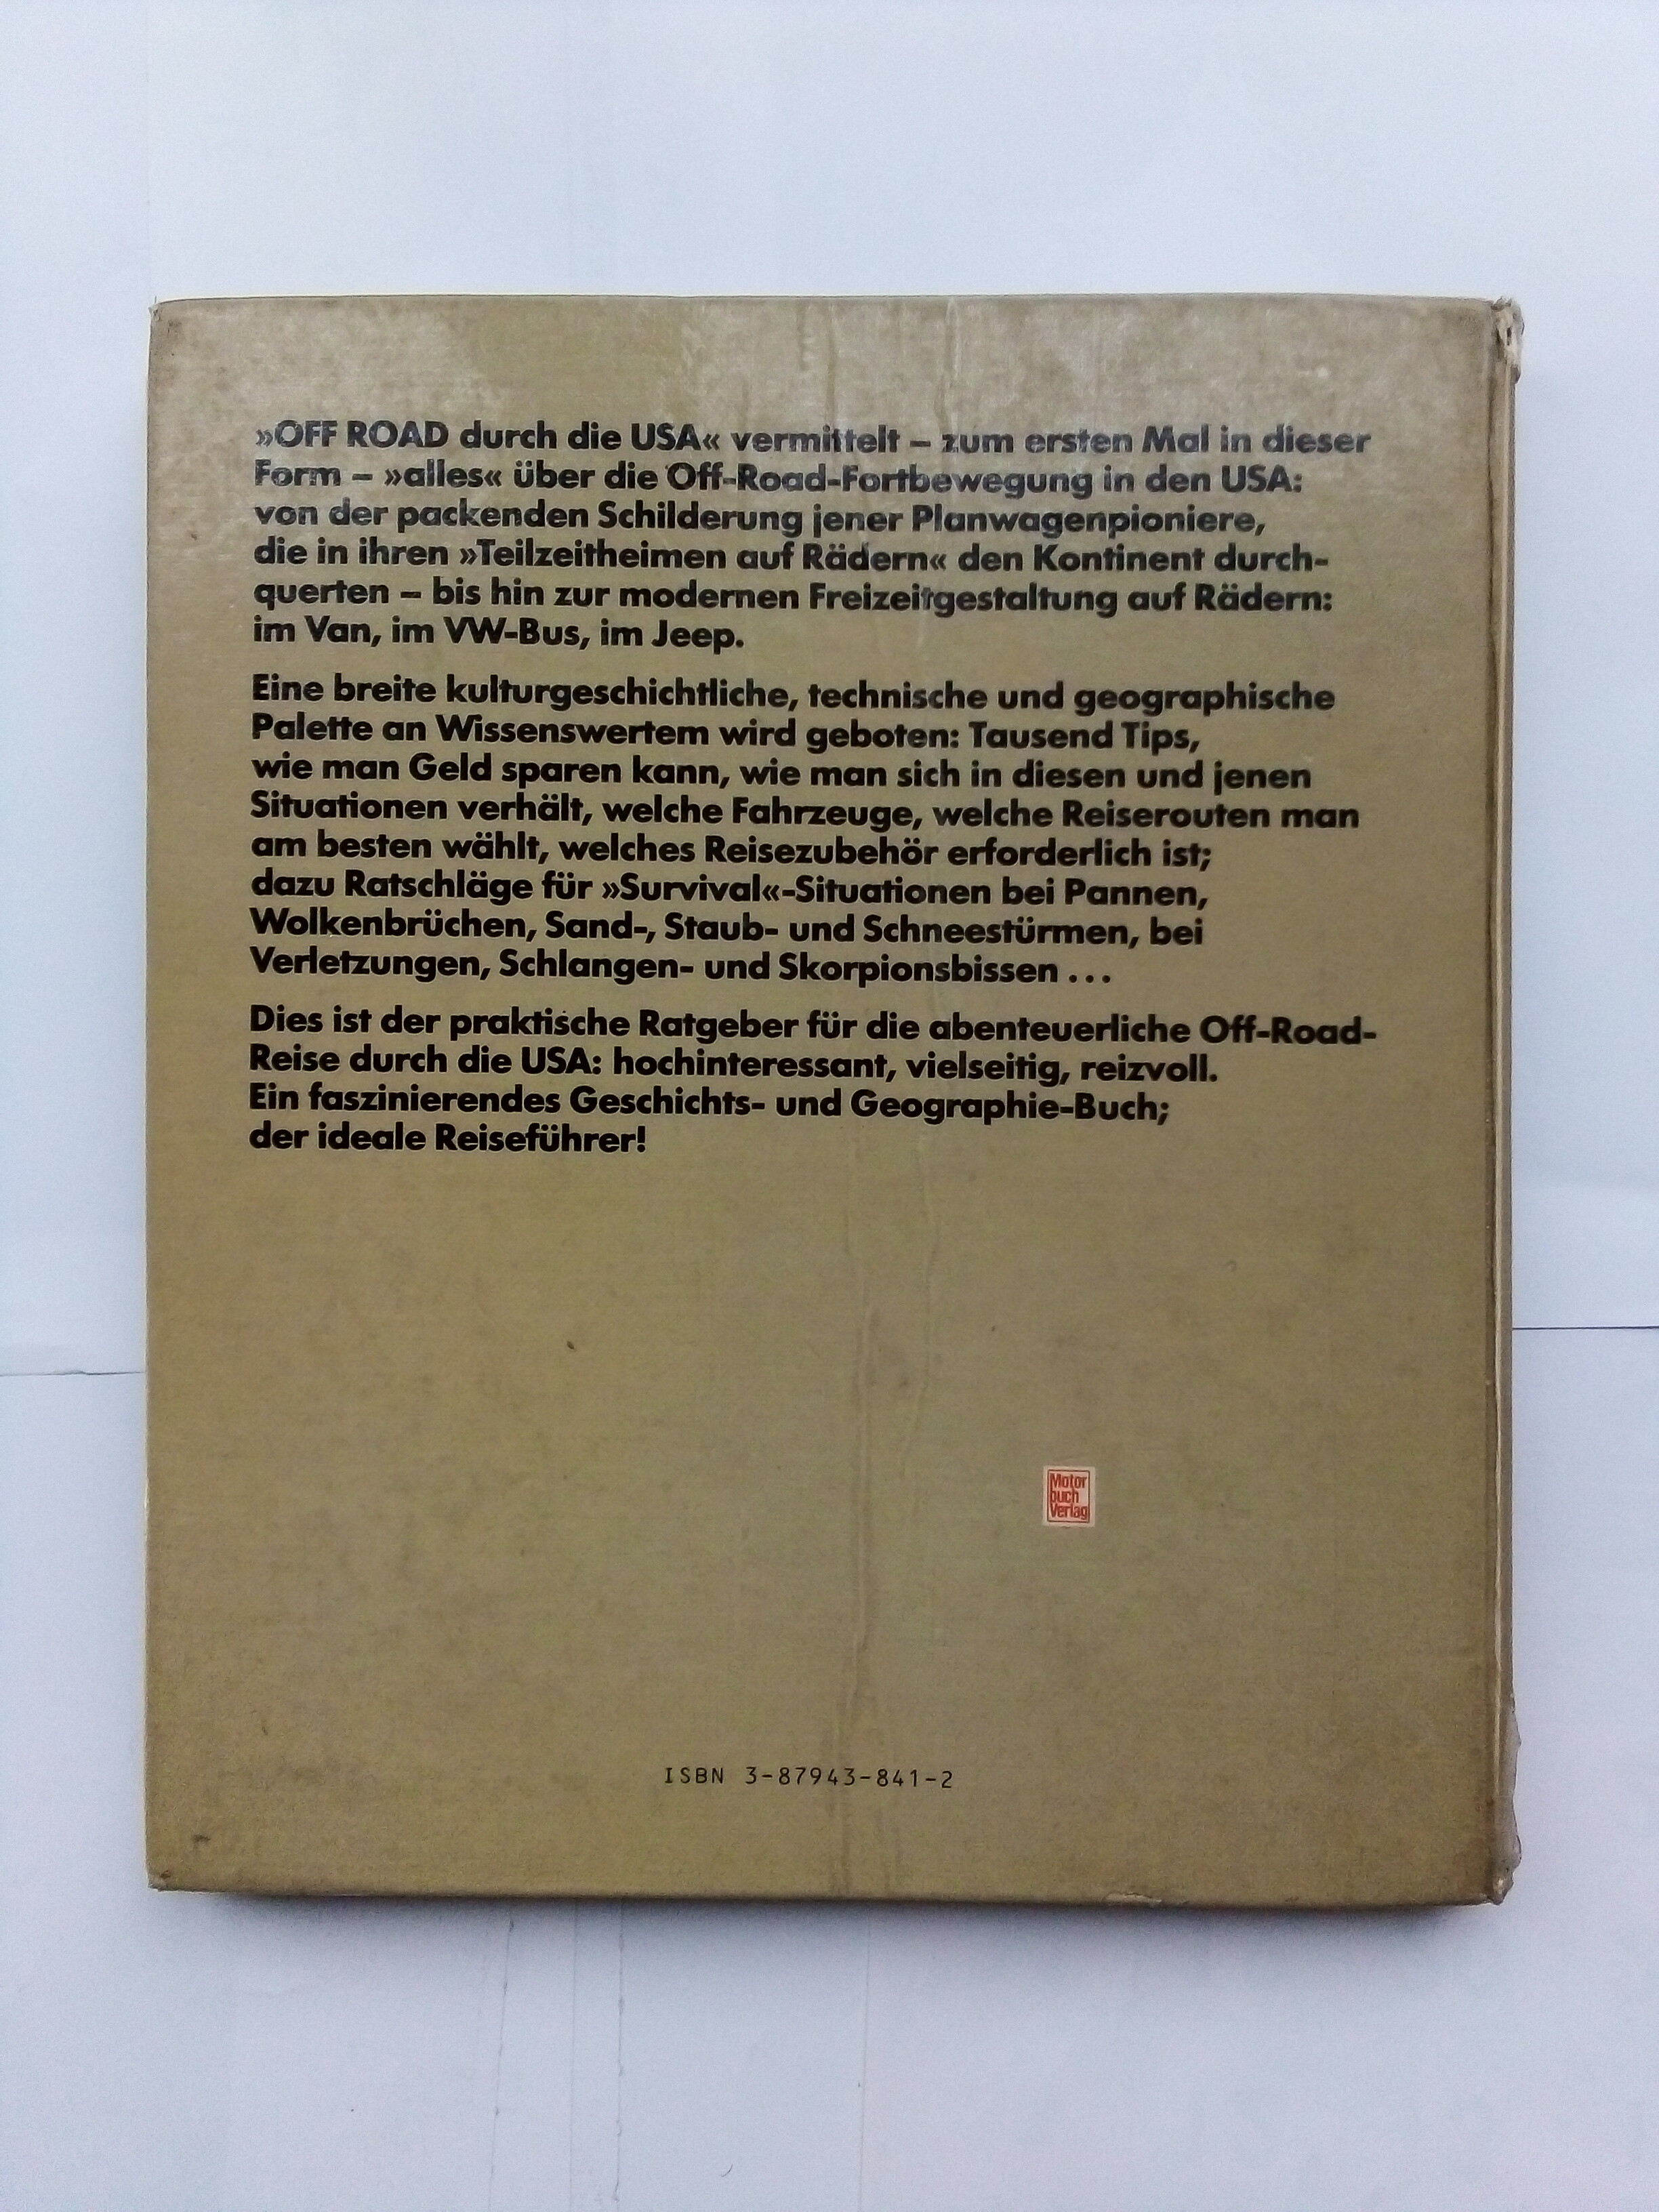 »OFF ROAD durch die USA« vermittelt – zum ersten Mal in dieser
Form – »alles« über die Off-Road-Fortbewegung in den USA:
von der packenden Schilderung jener Planwagenpioniere,
die in ihren »Teilzeitheimen auf Rädern« den Kontinent durch-
querten – bis hin zur modernen Freizeitgestaltung auf Rädern:
im Van, im VW-Bus, im Jeep.
Eine breite kulturgeschichtliche, technische und geographische
Palette an Wissenswertem wird geboten: Tausend Tips,
wie man Geld sparen kann, wie man sich in diesen und jenen
Situationen verhält, welche Fahrzeuge, welche Reiserouten man
am besten wählt, welches Reisezubehör erforderlich ist;
dazu Ratschläge für »Survival«-Situationen bei Pannen,
Wolkenbrüchen, Sand-, Staub- und Schneestürmen, bei
Verletzungen, Schlangen- und Skorpionsbissen ...
Dies ist der praktische Ratgeber für die abenteuerliche Off-Road-
Reise durch die USA: hochinteressant, vielseitig, reizvoll.
Ein faszinierendes Geschichts- und Geographie-Buch;
der ideale Reiseführer!
Motor
buch
Verlag
ISBN 3-87943-841-2